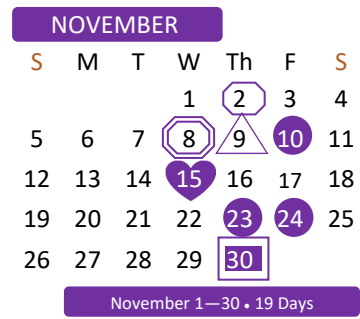 NOVEMBER
S M T W Th F S
1 2 3 4
5 6 7 8 9 10 11
12 13 14 15 16 17 18
19 20 21 22 23 24 25
26 27 28 29 30
November 1—30 • 19 Days